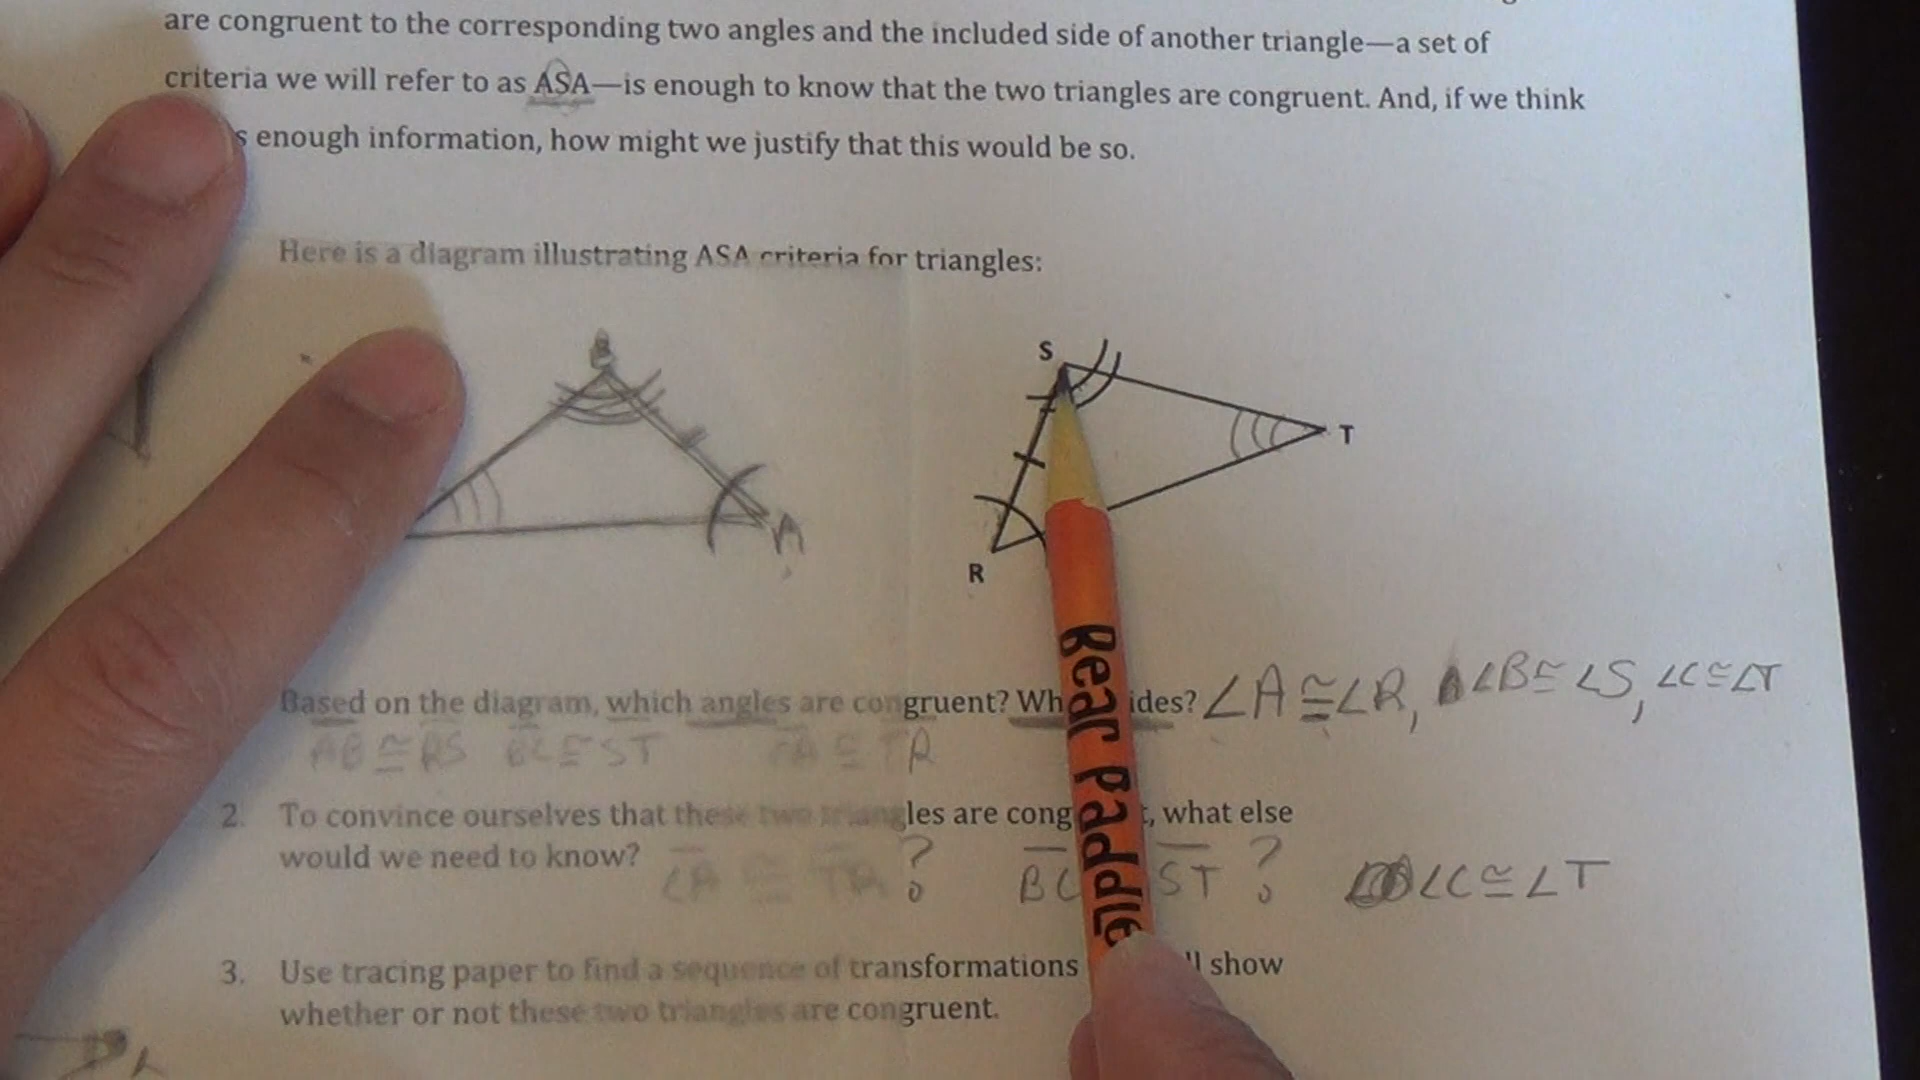 are congruent to the corresponding two angles and the included side of another triangle—a set of
criteria we will refer to as ASA—is enough to know that the two triangles are congruent. And, if we think
s enough information, how might we justify that this would be so.
Here is a diagram illustrating ASA criteria for triangles:
B
S
T
A
R
Based on the diagram, which angles are congruent? Wh ides? ∠A ≅ ∠R, ∠B ≅ ∠S, ∠C ≅ ∠T
AB ≅ RS BC ≅ ST CA ≅ TR
2. To convince ourselves that these two triangles are cong t, what else
would we need to know? CA ≅ TR ? BC ST ? ∠C ≅ ∠T
3. Use tracing paper to find a sequence of transformations ll show
whether or not these two triangles are congruent.
Bear Paddle